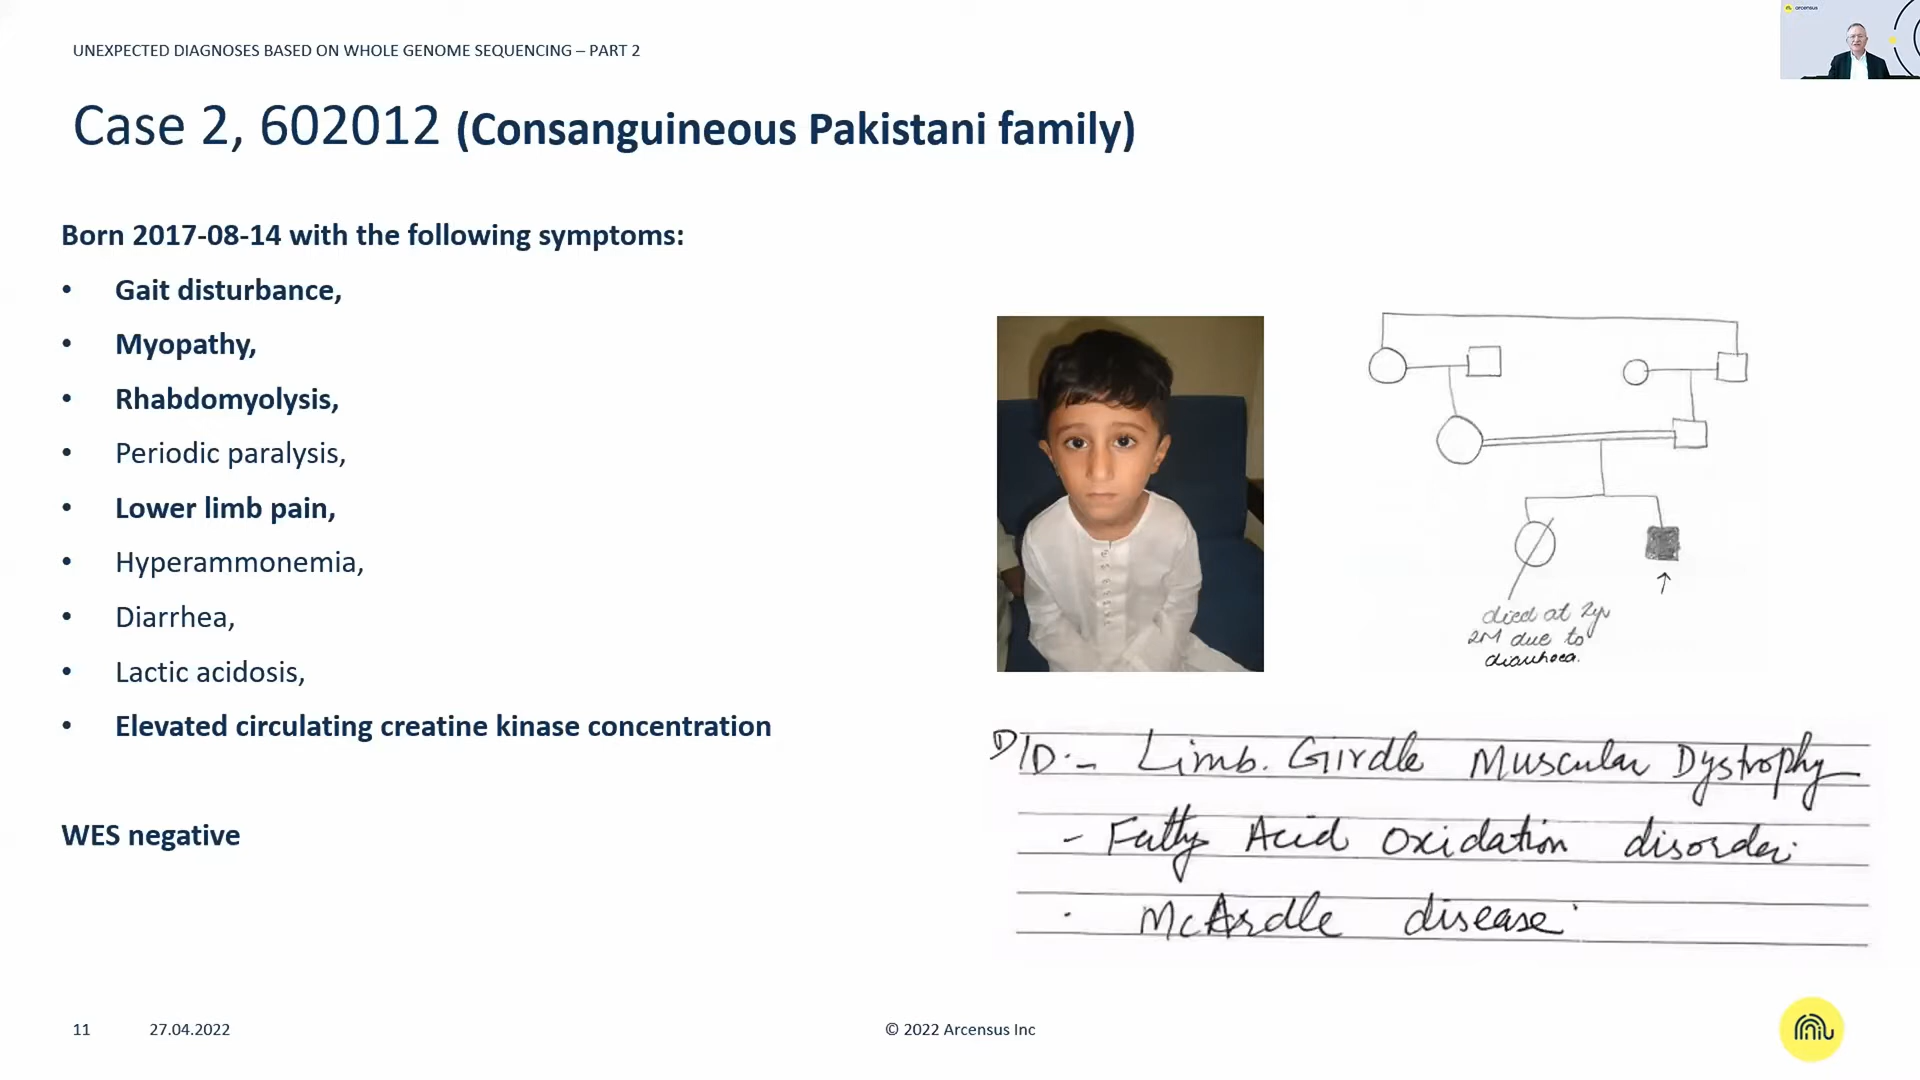 arcensus
UNEXPECTED DIAGNOSES BASED ON WHOLE GENOME SEQUENCING – PART 2
Case 2, 602012 (Consanguineous Pakistani family)
Born 2017-08-14 with the following symptoms:
• Gait disturbance,
• Myopathy,
• Rhabdomyolysis,
• Periodic paralysis,
• Lower limb pain,
• Hyperammonemia,
• Diarrhea,
• Lactic acidosis,
• Elevated circulating creatine kinase concentration
WES negative
died at 2yr
2M due to
diarrhoea.
D/D:- Limb. Girdle Muscular Dystrophy
- Fatty Acid Oxidation disorder.
· McArdle disease
11 27.04.2022 © 2022 Arcensus Inc